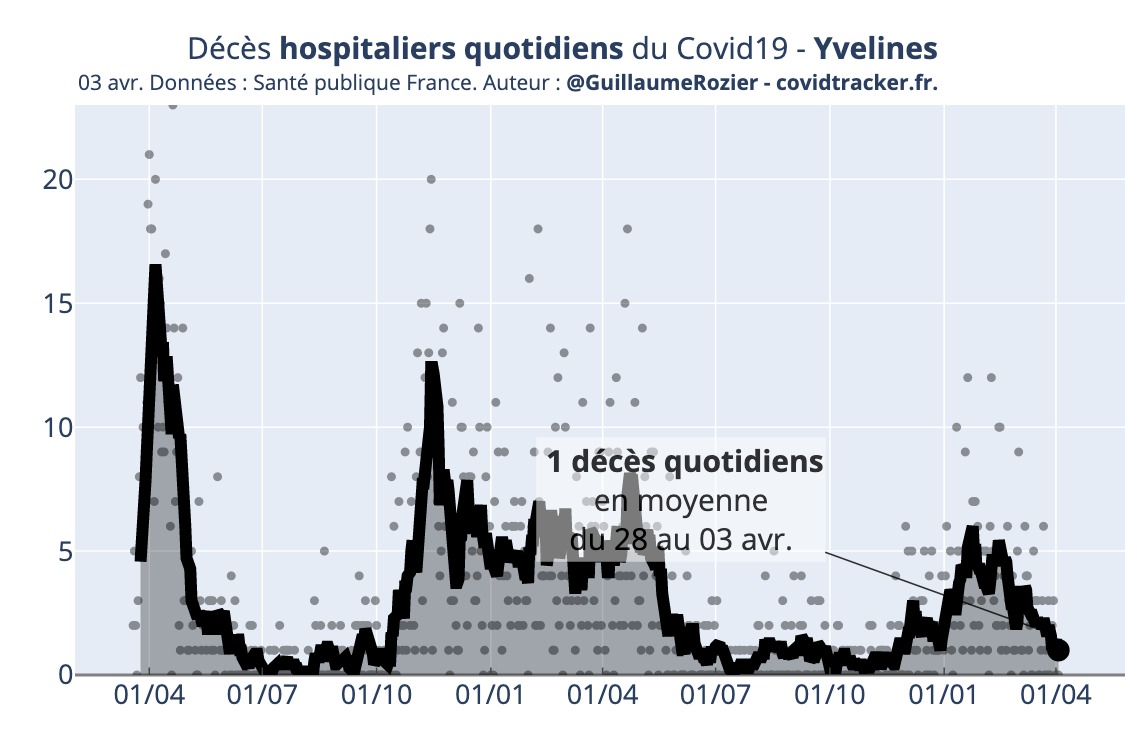 Décès hospitaliers quotidiens du Covid19 - Yvelines
03 avr. Données : Santé publique France. Auteur : @GuillaumeRozier - covidtracker.fr.
20
15
10
5
0
1 décès quotidiens
en moyenne
du 28 au 03 avr.
01/04 01/07 01/10 01/01 01/04 01/07 01/10 01/01 01/04